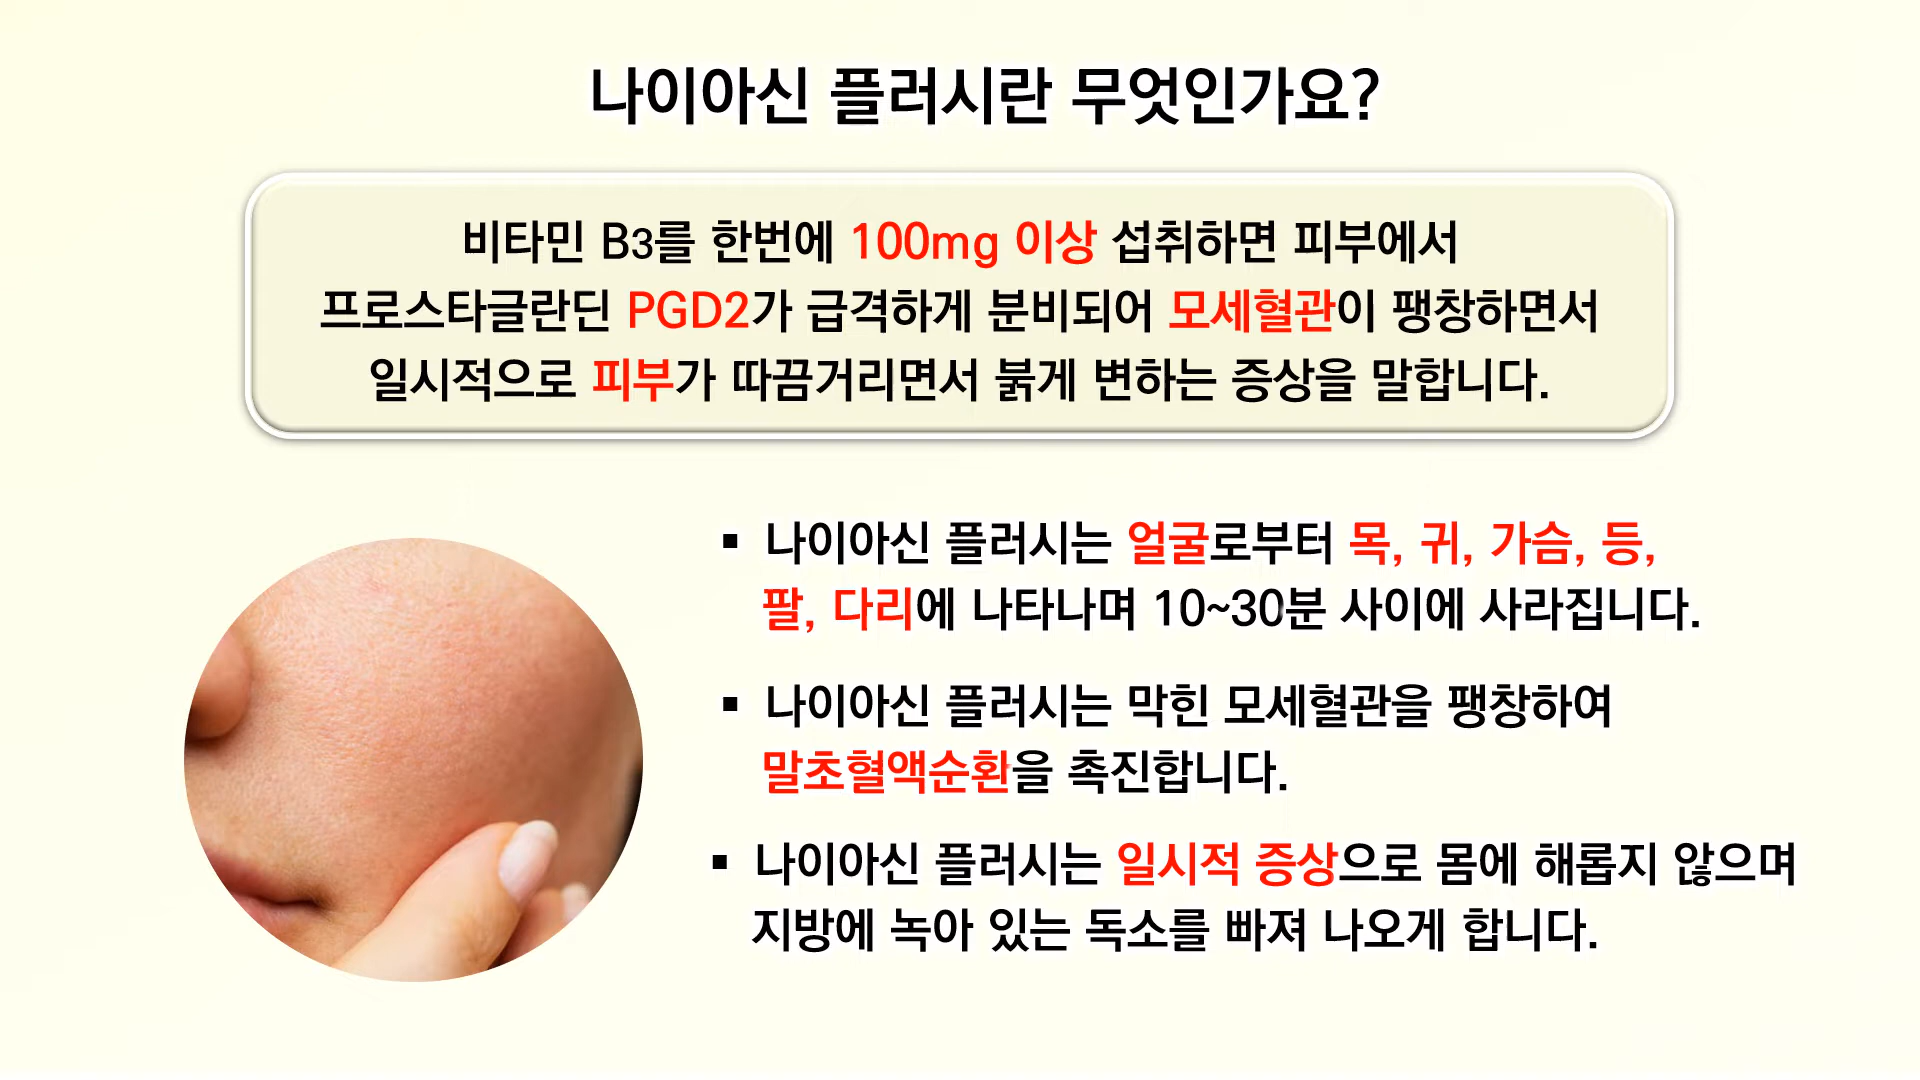 나이아신 플러시란 무엇인가요?
비타민 B3를 한번에 100mg 이상 섭취하면 피부에서
프로스타글란딘 PGD2가 급격하게 분비되어 모세혈관이 팽창하면서
일시적으로 피부가 따끔거리면서 붉게 변하는 증상을 말합니다.
▪ 나이아신 플러시는 얼굴로부터 목, 귀, 가슴, 등,
팔, 다리에 나타나며 10~30분 사이에 사라집니다.
▪ 나이아신 플러시는 막힌 모세혈관을 팽창하여
말초혈액순환을 촉진합니다.
▪ 나이아신 플러시는 일시적 증상으로 몸에 해롭지 않으며
지방에 녹아 있는 독소를 빠져 나오게 합니다.